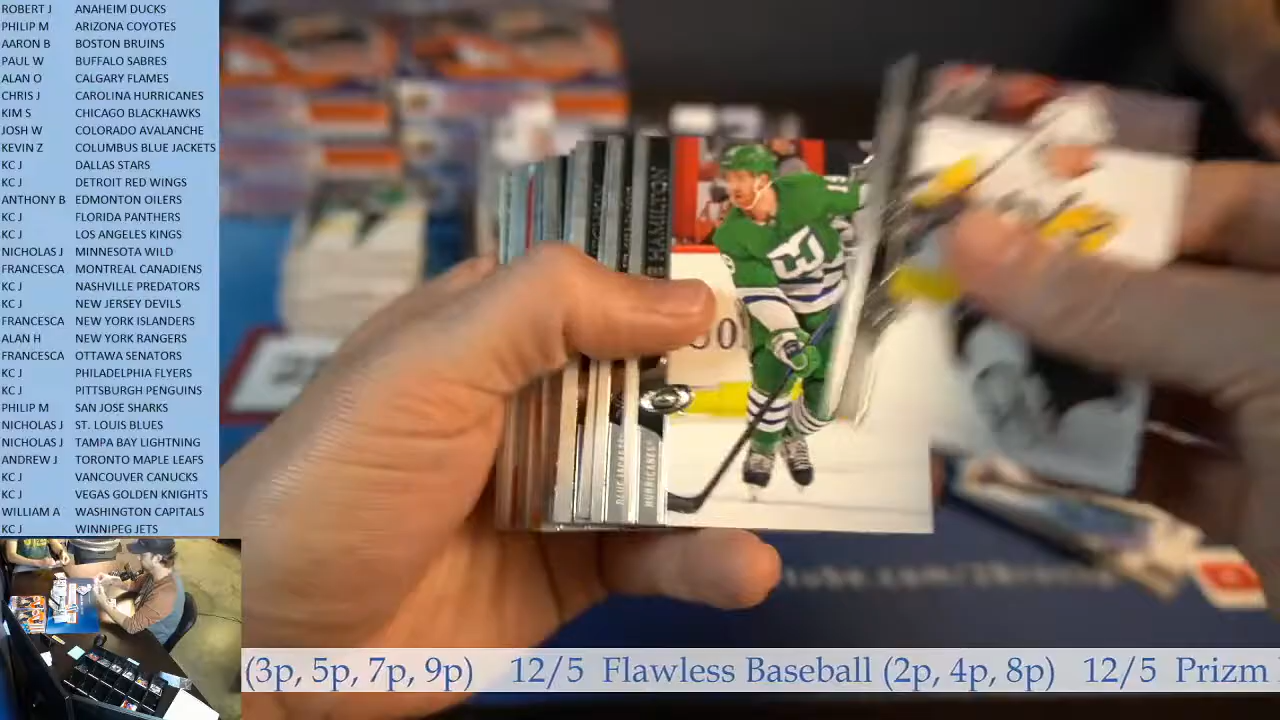 ROBERT J ANAHEIM DUCKS
PHILIP M ARIZONA COYOTES
AARON B BOSTON BRUINS
PAUL W BUFFALO SABRES
ALAN O CALGARY FLAMES
CHRIS J CAROLINA HURRICANES
KIM S CHICAGO BLACKHAWKS
JOSH W COLORADO AVALANCHE
KEVIN Z COLUMBUS BLUE JACKETS
KC J DALLAS STARS
KC J DETROIT RED WINGS
ANTHONY B EDMONTON OILERS
KC J FLORIDA PANTHERS
KC J LOS ANGELES KINGS
NICHOLAS J MINNESOTA WILD
FRANCESCA MONTREAL CANADIENS
KC J NASHVILLE PREDATORS
KC J NEW JERSEY DEVILS
FRANCESCA NEW YORK ISLANDERS
ALAN H NEW YORK RANGERS
FRANCESCA OTTAWA SENATORS
KC J PHILADELPHIA FLYERS
KC J PITTSBURGH PENGUINS
PHILIP M SAN JOSE SHARKS
NICHOLAS J ST. LOUIS BLUES
NICHOLAS J TAMPA BAY LIGHTNING
ANDREW J TORONTO MAPLE LEAFS
KC J VANCOUVER CANUCKS
KC J VEGAS GOLDEN KNIGHTS
WILLIAM A WASHINGTON CAPITALS
KC J WINNIPEG JETS
HAMILTON
HURRICANES
(3p, 5p, 7p, 9p) 12/5 Flawless Baseball (2p, 4p, 8p) 12/5 Prizm